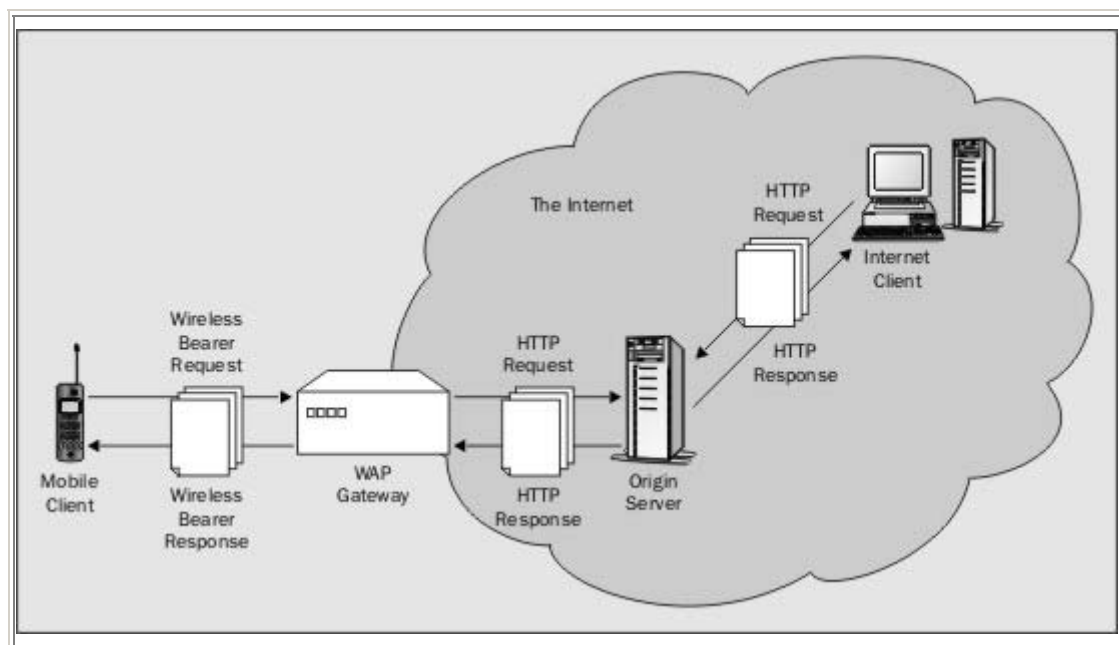 The Internet
HTTP
Request
Internet
Client
HTTP
Response
Wireless
Bearer
Request
HTTP
Request
Mobile
Client
WAP
Gateway
Origin
Server
Wireless
Bearer
Response
HTTP
Response